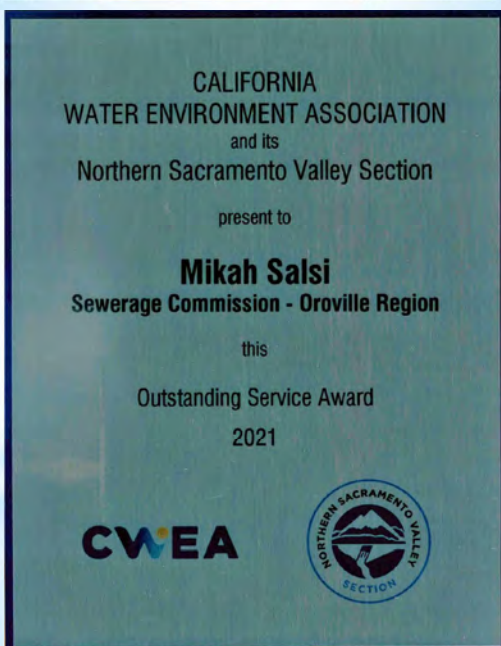 CALIFORNIA
WATER ENVIRONMENT ASSOCIATION
and its
Northern Sacramento Valley Section
present to
Mikah Salsi
Sewerage Commission - Oroville Region
this
Outstanding Service Award
2021
CWEA
NORTHERN SACRAMENTO VALLEY
SECTION